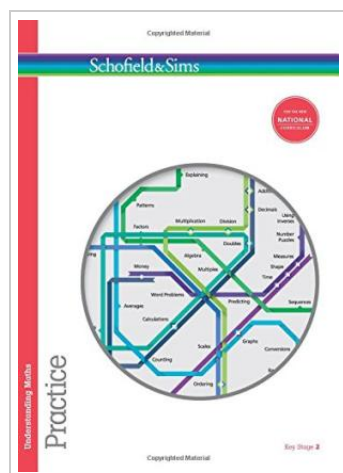 Copyrighted Material
Schofield&Sims
FOR THE NEW
NATIONAL
CURRICULUM
Explaining
Patterns
Decimals
Using
Inverses
Factors
Multiplication
Division
Number
Puzzles
Doubles
Algebra
Measures
Shape
Multiples
Time
Money
Word Problems
Predicting
Sequences
Averages
Calculations
Graphs
Scales
Conversions
Counting
Ordering
Understanding Maths
Practice
Key Stage 2
Copyrighted Material